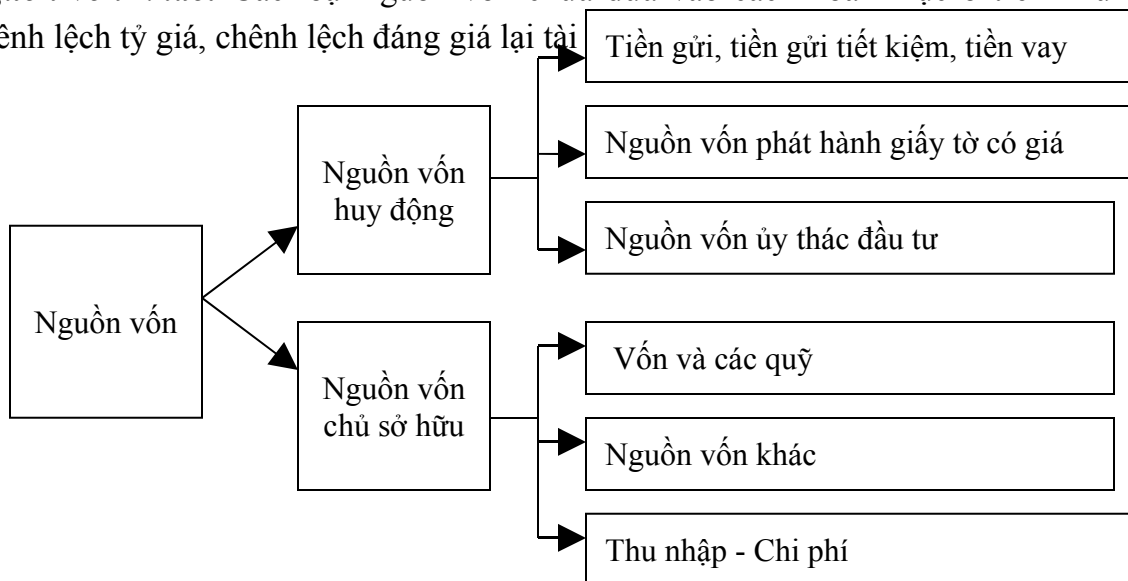 ênh lệch tỷ giá, chênh lệch đáng giá lại tài
Tiền gửi, tiền gửi tiết kiệm, tiền vay
Nguồn vốn phát hành giấy tờ có giá
Nguồn vốn
huy động
Nguồn vốn ủy thác đầu tư
Nguồn vốn
Vốn và các quỹ
Nguồn vốn
chủ sở hữu
Nguồn vốn khác
Thu nhập - Chi phí